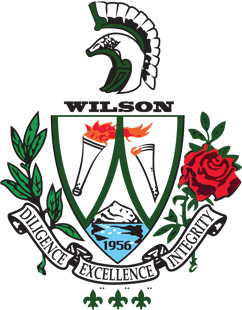 WILSON
1956
DILIGENCE EXCELLENCE INTEGRITY